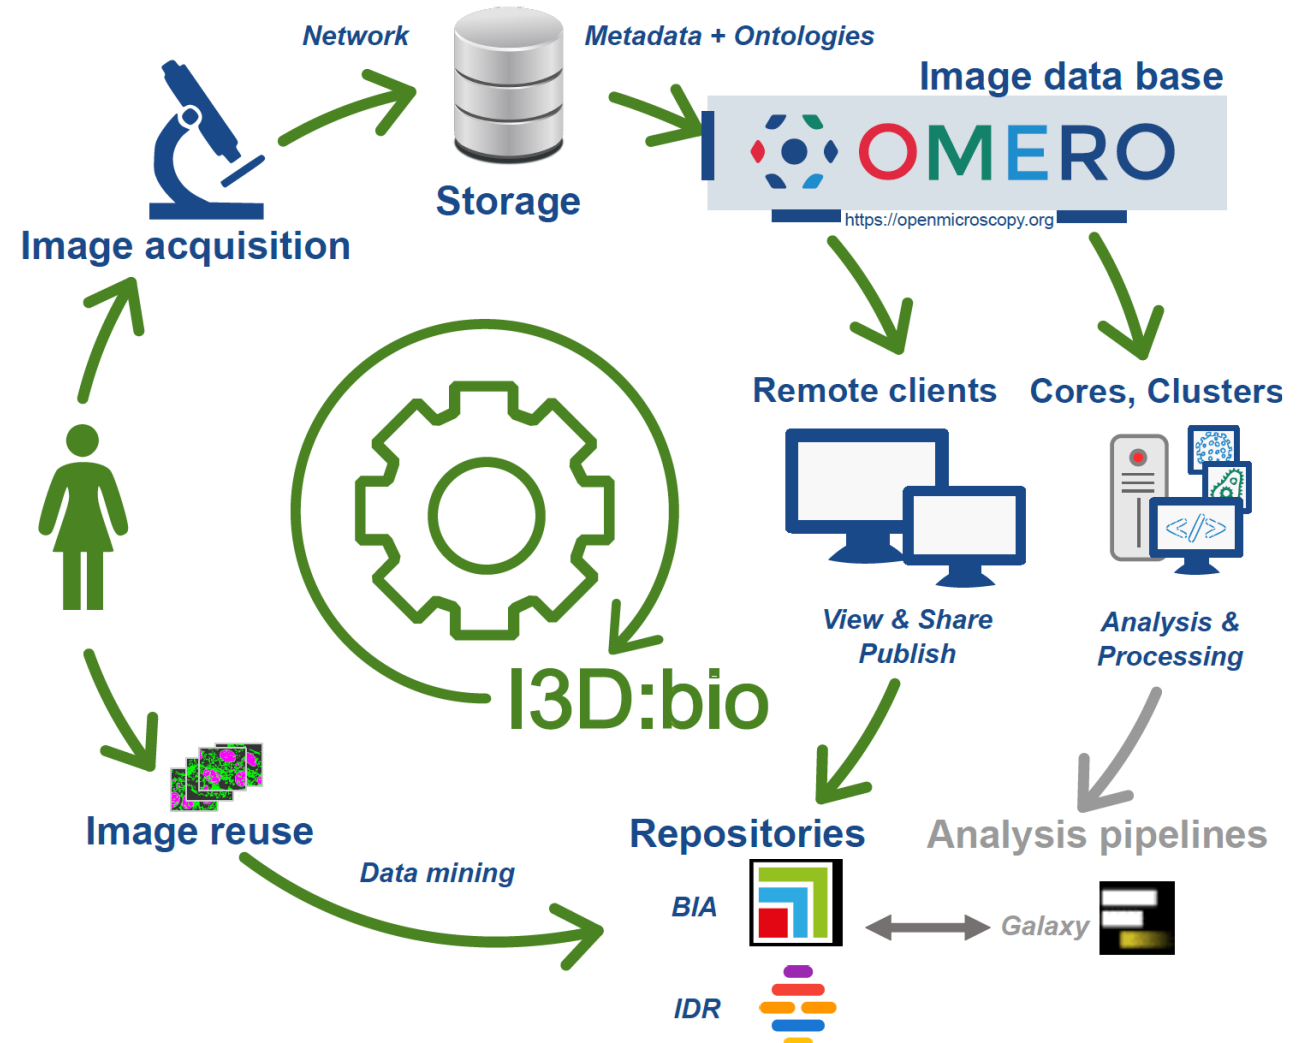 Network
Metadata + Ontologies
Image data base
OMERO
https://openmicroscopy.org
Storage
Image acquisition
Remote clients
Cores, Clusters
</>
View & Share
Publish
Analysis &
Processing
I3D:bio
Image reuse
Data mining
Repositories
Analysis pipelines
BIA
Galaxy
IDR